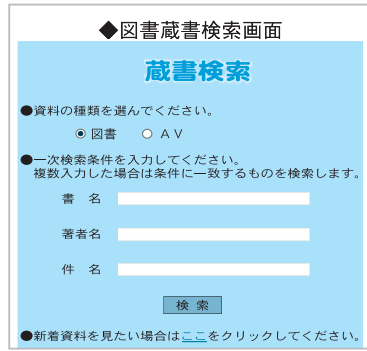 ◆図書蔵書検索画面
蔵書検索
●資料の種類を選んでください。
図書 AV
●一次検索条件を入力してください。
複数入力した場合は条件に一致するものを検索します。
書 名
著者名
件 名
検 索
●新着資料を見たい場合はここをクリックしてください。